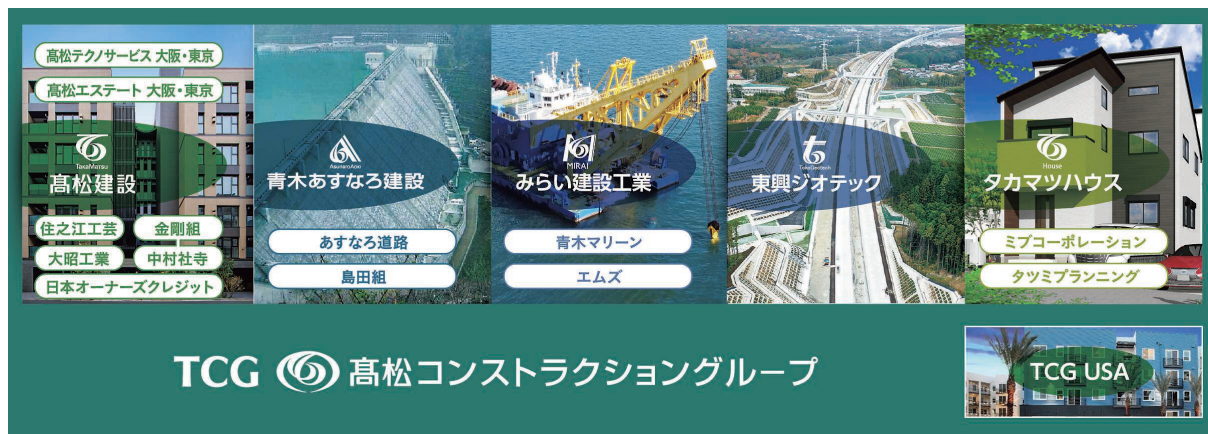 髙松テクノサービス 大阪・東京
髙松エステート 大阪・東京
TakaMatsu
髙松建設
住之江工芸
金剛組
大昭工業
中村社寺
日本オーナーズクレジット
AsunaroAoki
青木あすなろ建設
あすなろ道路
島田組
MIRAI
みらい建設工業
青木マリーン
エムズ
TokoGeotech
東興ジオテック
House
タカマツハウス
ミブコーポレーション
タツミプランニング
TCG 髙松コンストラクショングループ
TCG USA